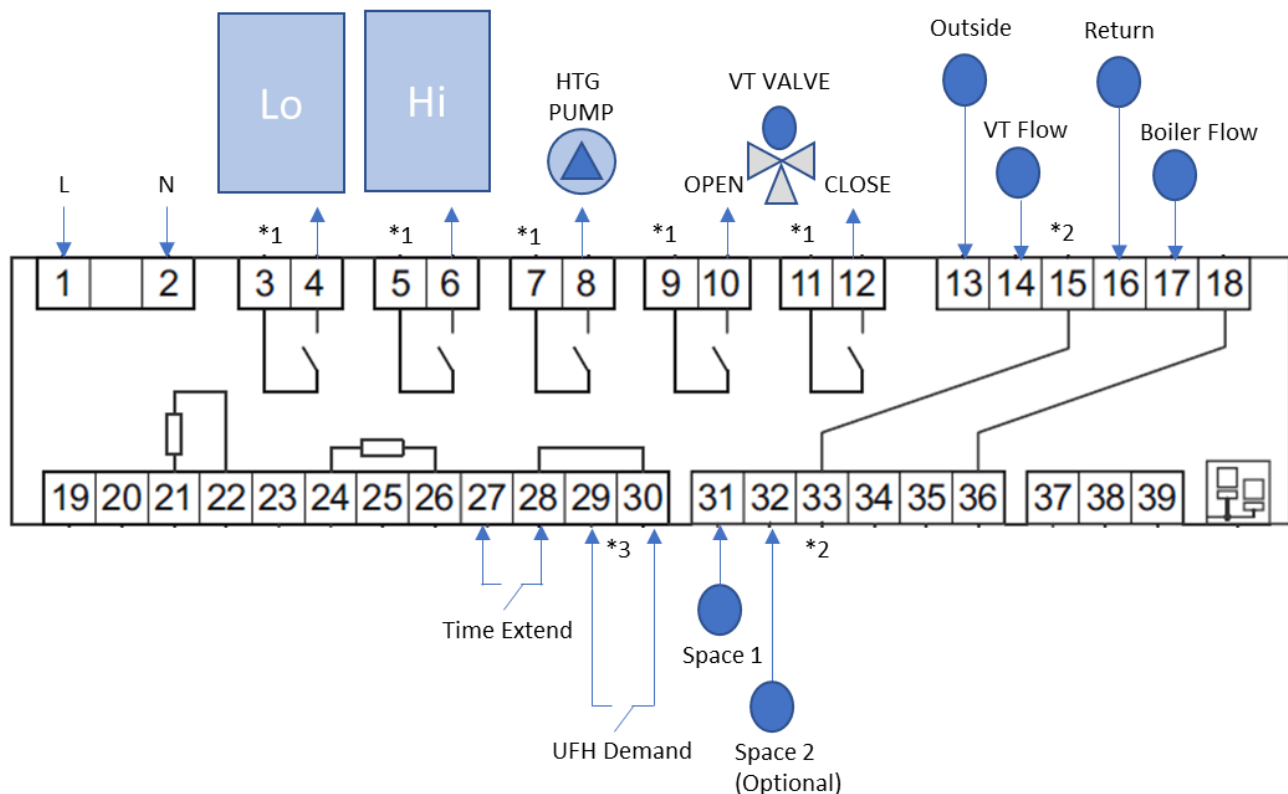 Outside
Return
Lo
Hi
HTG
PUMP
VT VALVE
VT Flow
Boiler Flow
L
N
OPEN
CLOSE
*1
*1
*1
*1
*1
*2
1 2 3 4 5 6 7 8 9 10 11 12 13 14 15 16 17 18
19 20 21 22 23 24 25 26 27 28 29 30 31 32 33 34 35 36 37 38 39
*3
*2
Time Extend
Space 1
UFH Demand
Space 2
(Optional)